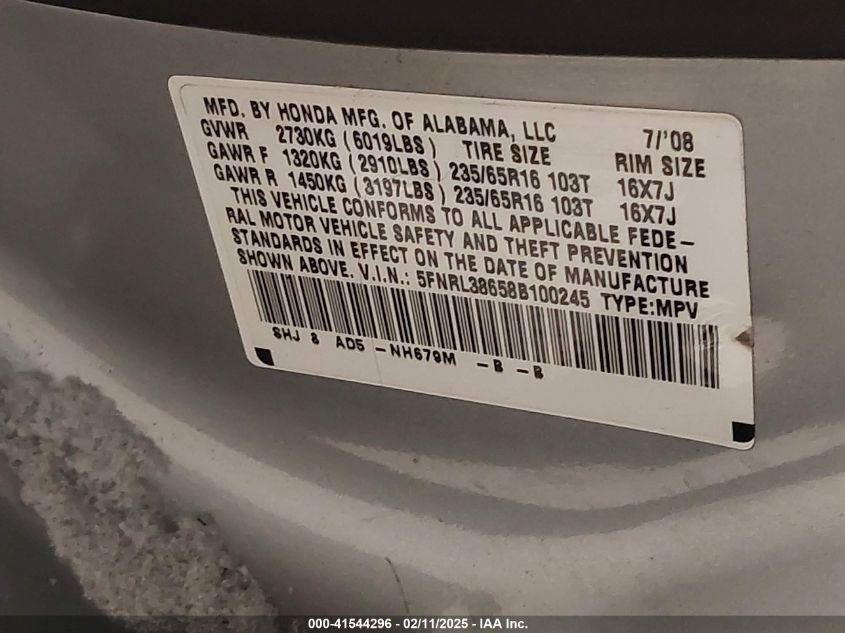 MFD. BY HONDA MFG. OF ALABAMA, LLC 7/'08
GVWR 2730KG (6019LBS) TIRE SIZE RIM SIZE
GAWR F 1320KG (2910LBS) 235/65R16 103T 16X7J
GAWR R 1450KG (3197LBS) 235/65R16 103T 16X7J
THIS VEHICLE CONFORMS TO ALL APPLICABLE FEDE-
RAL MOTOR VEHICLE SAFETY AND THEFT PREVENTION
STANDARDS IN EFFECT ON THE DATE OF MANUFACTURE
SHOWN ABOVE. V.I.N.: 5FNRL38658B100245 TYPE:MPV
SHJ 8 AD5 -NH679M -B -B
000-41544296 - 02/11/2025 - IAA Inc.